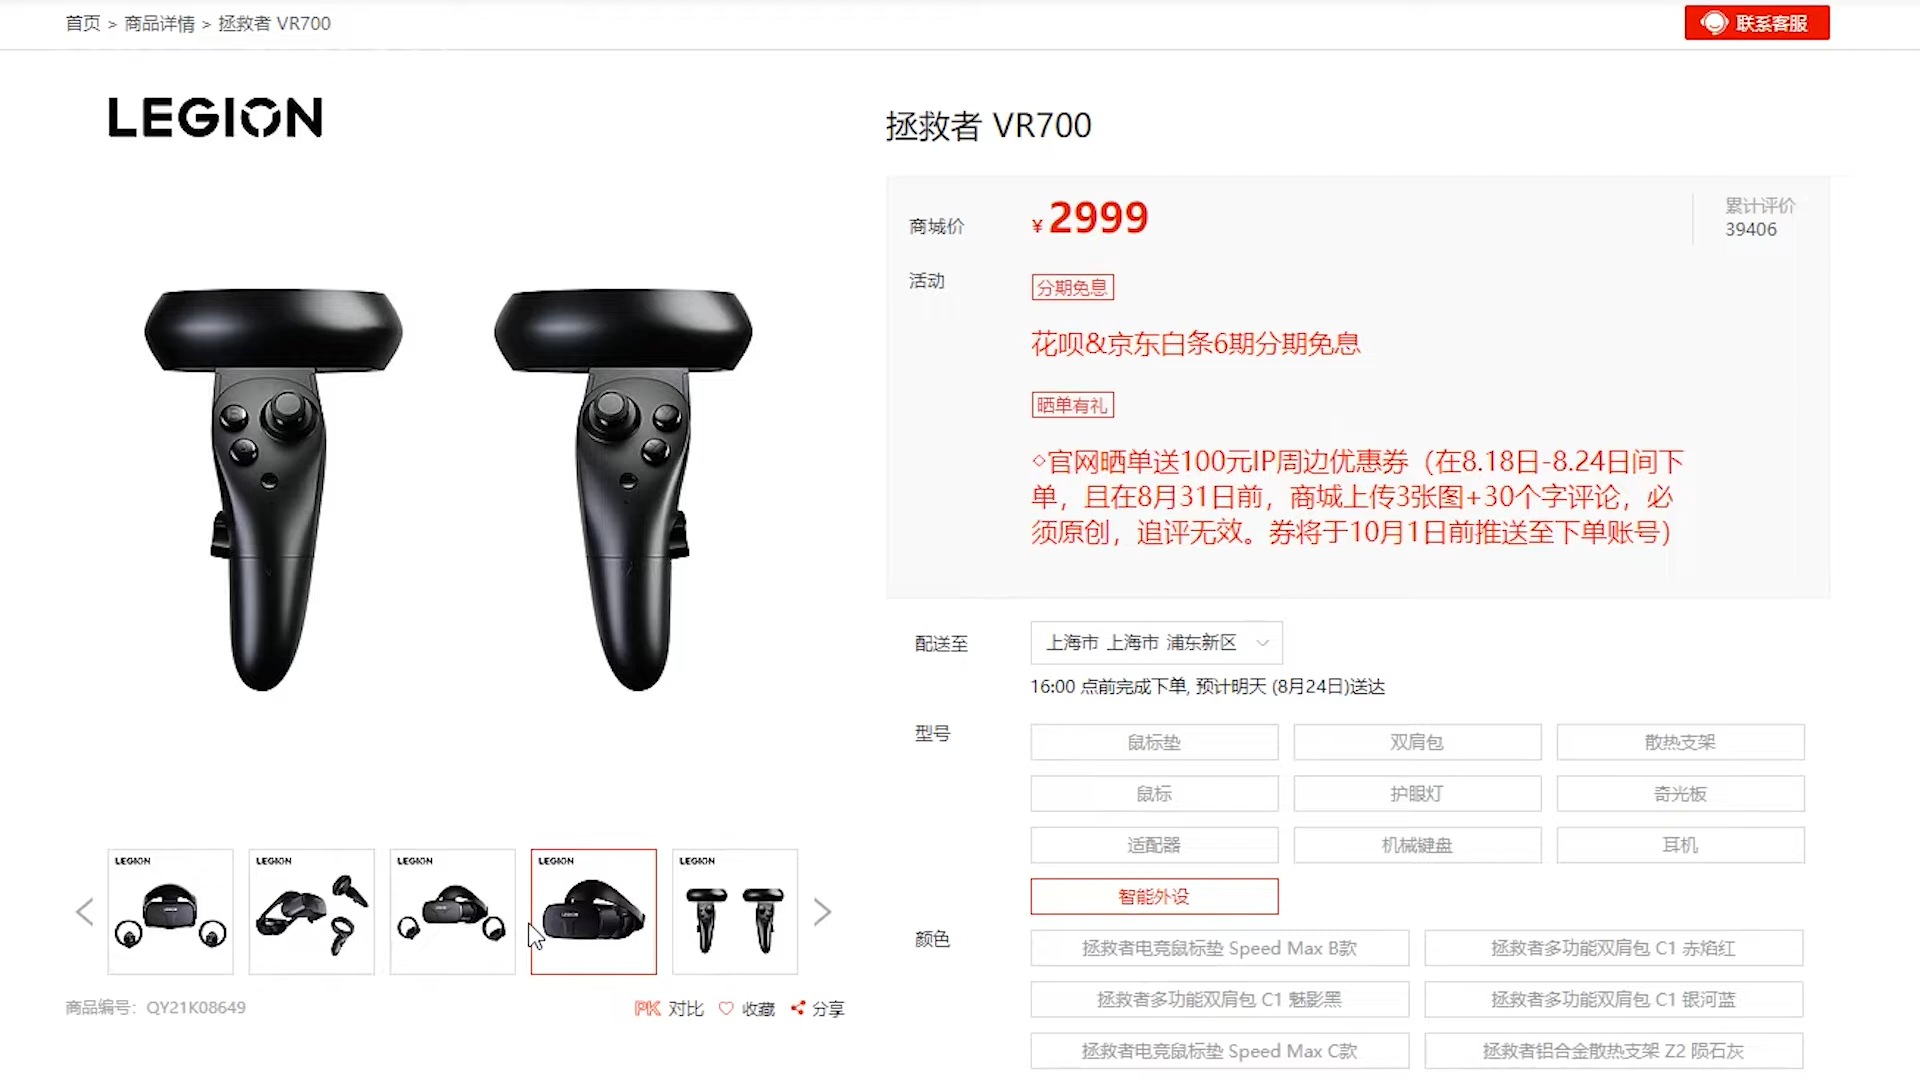 首页 > 商品详情 > 拯救者 VR700
联系客服
LEGION
拯救者 VR700
商城价
¥ 2999
累计评价
39406
活动
分期免息
花呗&京东白条6期分期免息
晒单有礼
◇官网晒单送100元IP周边优惠券（在8.18日-8.24日间下
单，且在8月31日前，商城上传3张图+30个字评论，必
须原创，追评无效。券将于10月1日前推送至下单账号）
配送至
上海市 上海市 浦东新区
16:00 点前完成下单, 预计明天 (8月24日)送达
型号
鼠标垫
双肩包
散热支架
鼠标
护眼灯
奇光板
适配器
机械键盘
耳机
智能外设
颜色
拯救者电竞鼠标垫 Speed Max B款
拯救者多功能双肩包 C1 赤焰红
拯救者多功能双肩包 C1 魅影黑
拯救者多功能双肩包 C1 银河蓝
拯救者电竞鼠标垫 Speed Max C款
拯救者铝合金散热支架 Z2 陨石灰
LEGION
LEGION
LEGION
LEGION
LEGION
商品编号： QY21K08649
PK 对比
收藏
分享